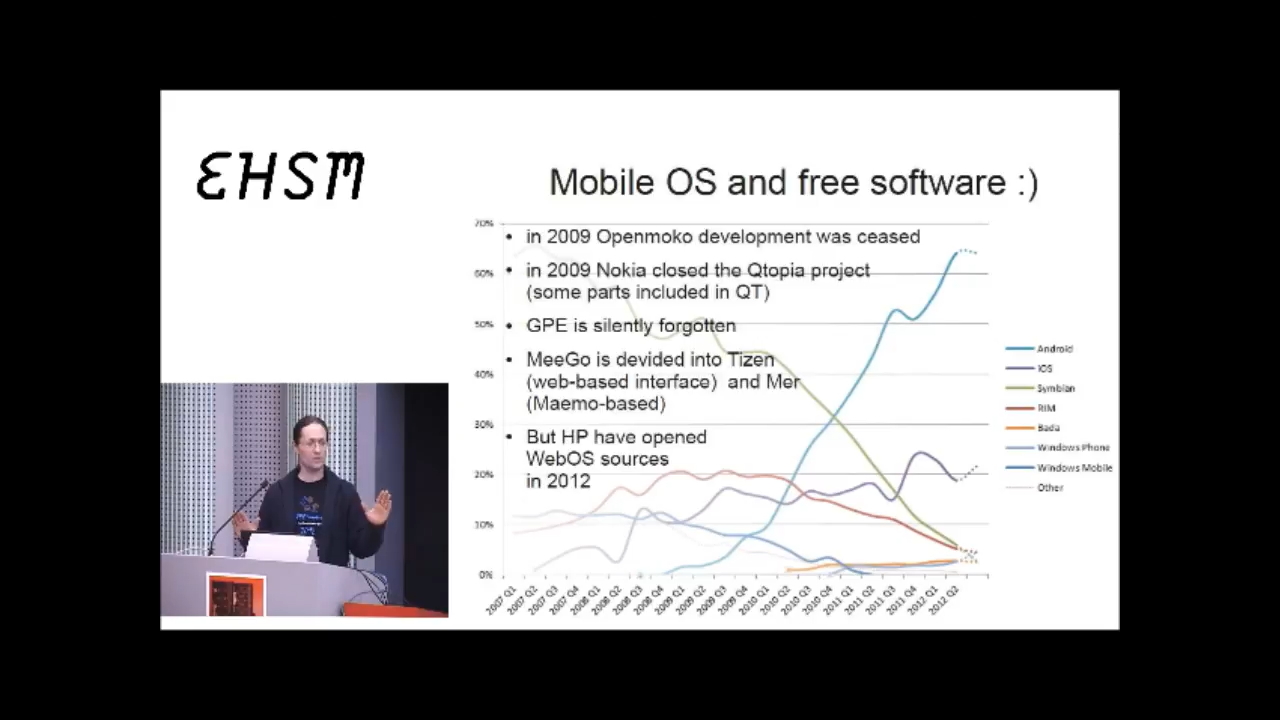 EHSM
Mobile OS and free software :)
70%
60%
50%
40%
30%
20%
10%
0%
• in 2009 Openmoko development was ceased
• in 2009 Nokia closed the Qtopia project
(some parts included in QT)
• GPE is silently forgotten
• MeeGo is devided into Tizen
(web-based interface) and Mer
(Maemo-based)
• But HP have opened
WebOS sources
in 2012
Android
iOS
Symbian
RIM
Bada
Windows Phone
Windows Mobile
Other
2007 Q1
2007 Q2
2007 Q3
2007 Q4
2008 Q1
2008 Q2
2008 Q3
2008 Q4
2009 Q1
2009 Q2
2009 Q3
2009 Q4
2010 Q1
2010 Q2
2010 Q3
2010 Q4
2011 Q1
2011 Q2
2011 Q3
2011 Q4
2012 Q1
2012 Q2